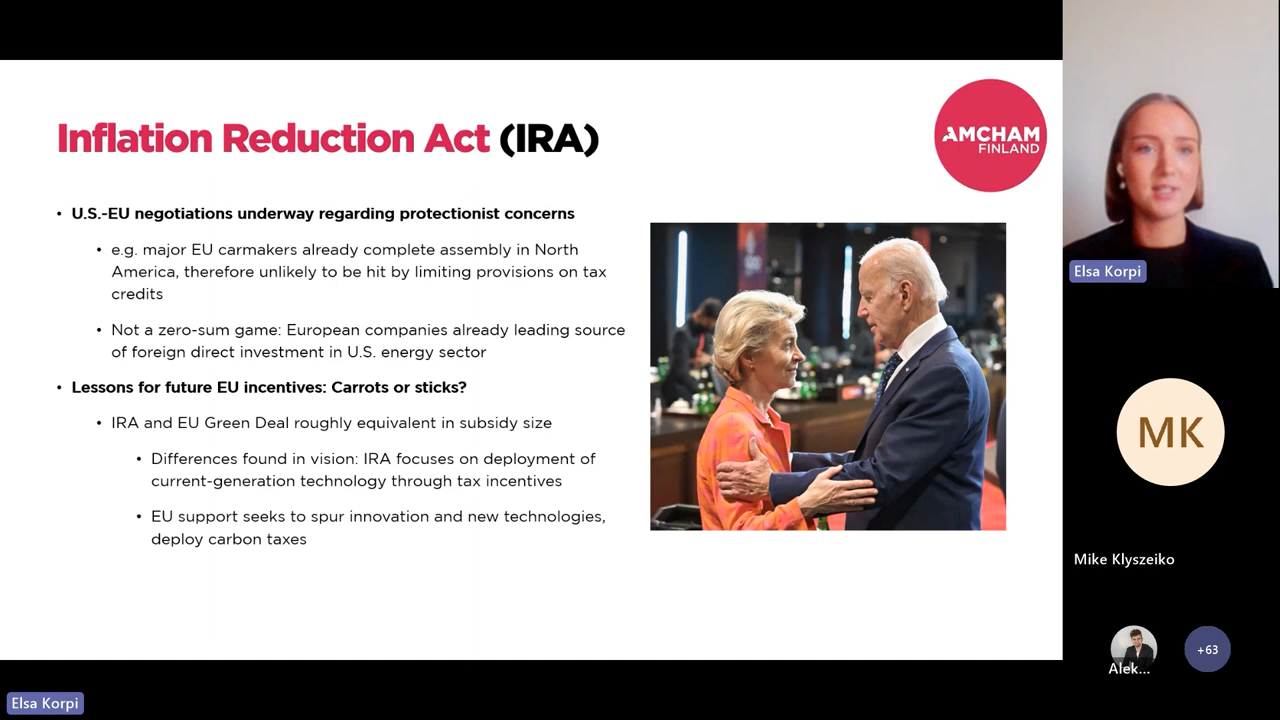 Inflation Reduction Act (IRA)
AMCHAM
FINLAND
• U.S.-EU negotiations underway regarding protectionist concerns
• e.g. major EU carmakers already complete assembly in North
America, therefore unlikely to be hit by limiting provisions on tax
credits
• Not a zero-sum game: European companies already leading source
of foreign direct investment in U.S. energy sector
• Lessons for future EU incentives: Carrots or sticks?
• IRA and EU Green Deal roughly equivalent in subsidy size
• Differences found in vision: IRA focuses on deployment of
current-generation technology through tax incentives
• EU support seeks to spur innovation and new technologies,
deploy carbon taxes
Elsa Korpi
MK
Mike Klyszeiko
Alek...
+63
Elsa Korpi